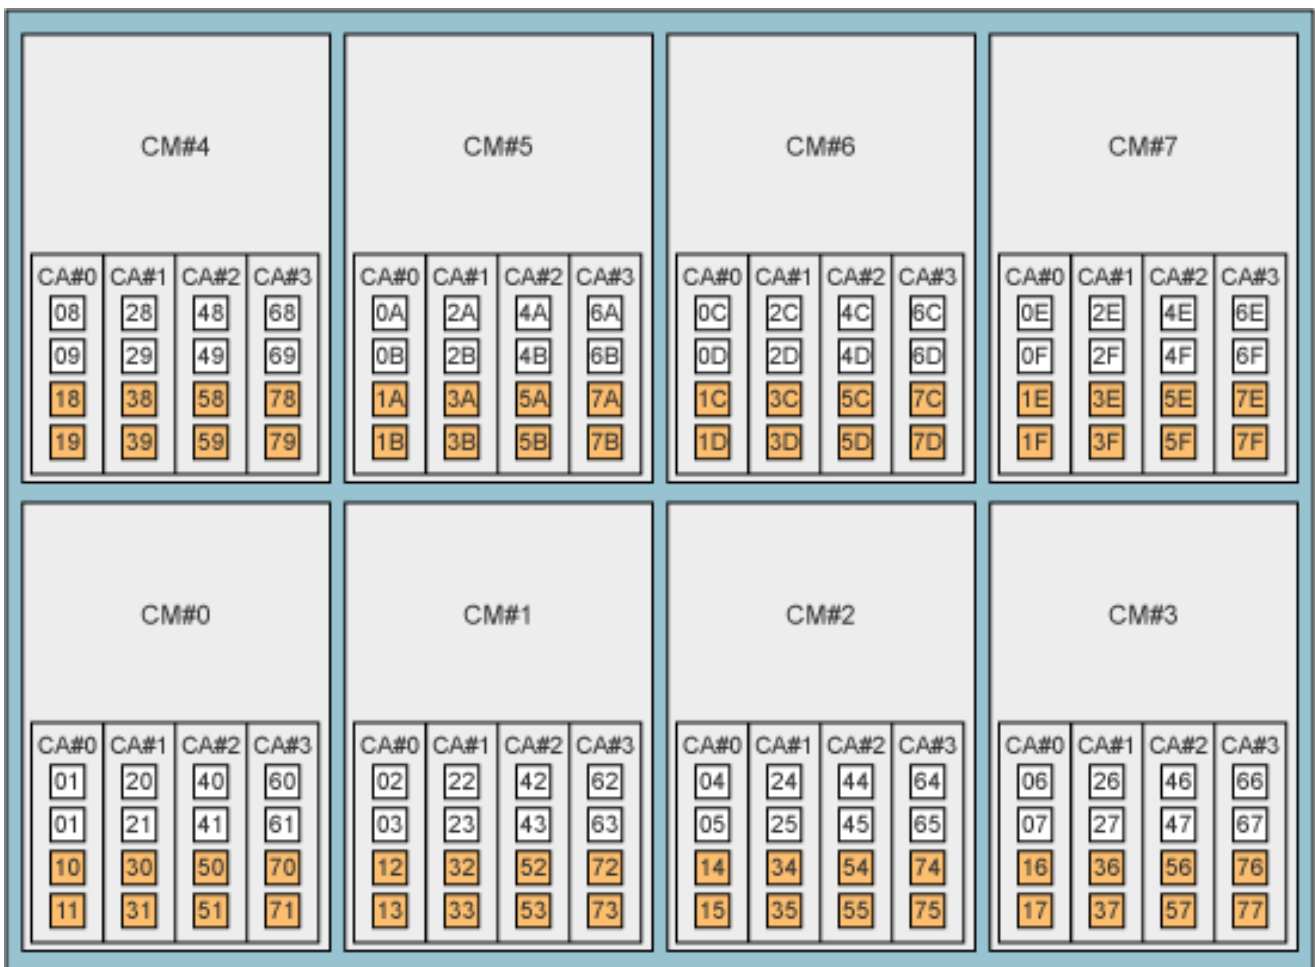 CM#4 CM#5 CM#6 CM#7
CA#0 CA#1 CA#2 CA#3 CA#0 CA#1 CA#2 CA#3 CA#0 CA#1 CA#2 CA#3 CA#0 CA#1 CA#2 CA#3
08 28 48 68 0A 2A 4A 6A 0C 2C 4C 6C 0E 2E 4E 6E
09 29 49 69 0B 2B 4B 6B 0D 2D 4D 6D 0F 2F 4F 6F
18 38 58 78 1A 3A 5A 7A 1C 3C 5C 7C 1E 3E 5E 7E
19 39 59 79 1B 3B 5B 7B 1D 3D 5D 7D 1F 3F 5F 7F
CM#0 CM#1 CM#2 CM#3
CA#0 CA#1 CA#2 CA#3 CA#0 CA#1 CA#2 CA#3 CA#0 CA#1 CA#2 CA#3 CA#0 CA#1 CA#2 CA#3
01 20 40 60 02 22 42 62 04 24 44 64 06 26 46 66
01 21 41 61 03 23 43 63 05 25 45 65 07 27 47 67
10 30 50 70 12 32 52 72 14 34 54 74 16 36 56 76
11 31 51 71 13 33 53 73 15 35 55 75 17 37 57 77